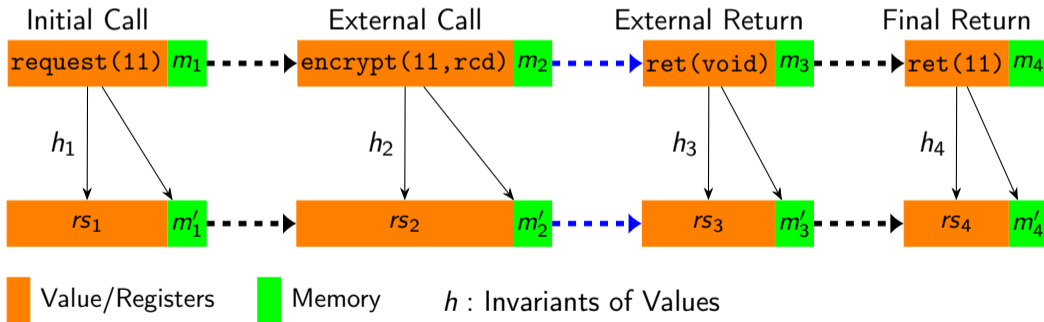 Initial Call External Call External Return Final Return
request(11) m₁ encrypt(11,rcd) m₂ ret(void) m₃ ret(11) m₄
h₁ h₂ h₃ h₄
rs₁ m′₁ rs₂ m′₂ rs₃ m′₃ rs₄ m′₄
Value/Registers Memory h : Invariants of Values